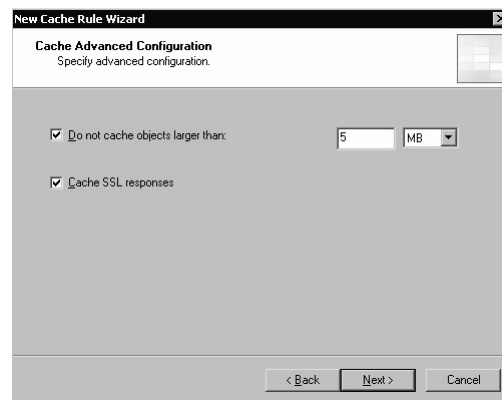 New Cache Rule Wizard
Cache Advanced Configuration
Specify advanced configuration.
Do not cache objects larger than: 5 MB
Cache SSL responses
< Back Next > Cancel